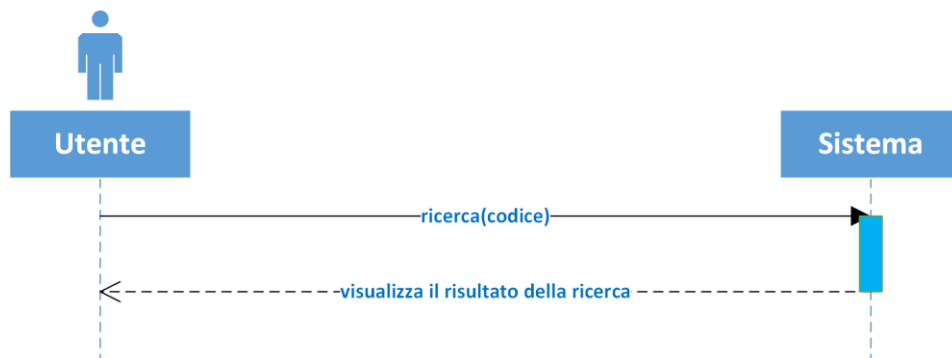 Utente
Sistema
ricerca(codice)
visualizza il risultato della ricerca